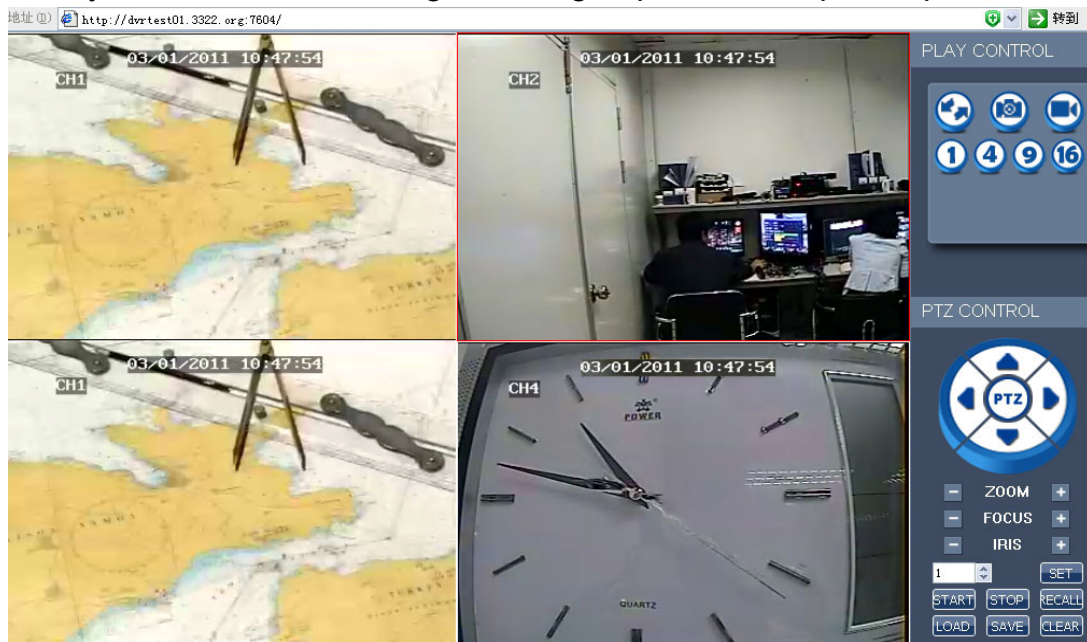 地址(D) http://dvrtest01.3322.org:7604/ 转到
03/01/2011 10:47:54
CH1
03/01/2011 10:47:54
CH2
PLAY CONTROL
1 4 9 16
SAMOS
TURKEY
PTZ CONTROL
03/01/2011 10:47:54
CH1
03/01/2011 10:47:54
CH4
POWER
QUARTZ
PTZ
- ZOOM +
- FOCUS +
- IRIS +
1 SET
START STOP RECALL
LOAD SAVE CLEAR